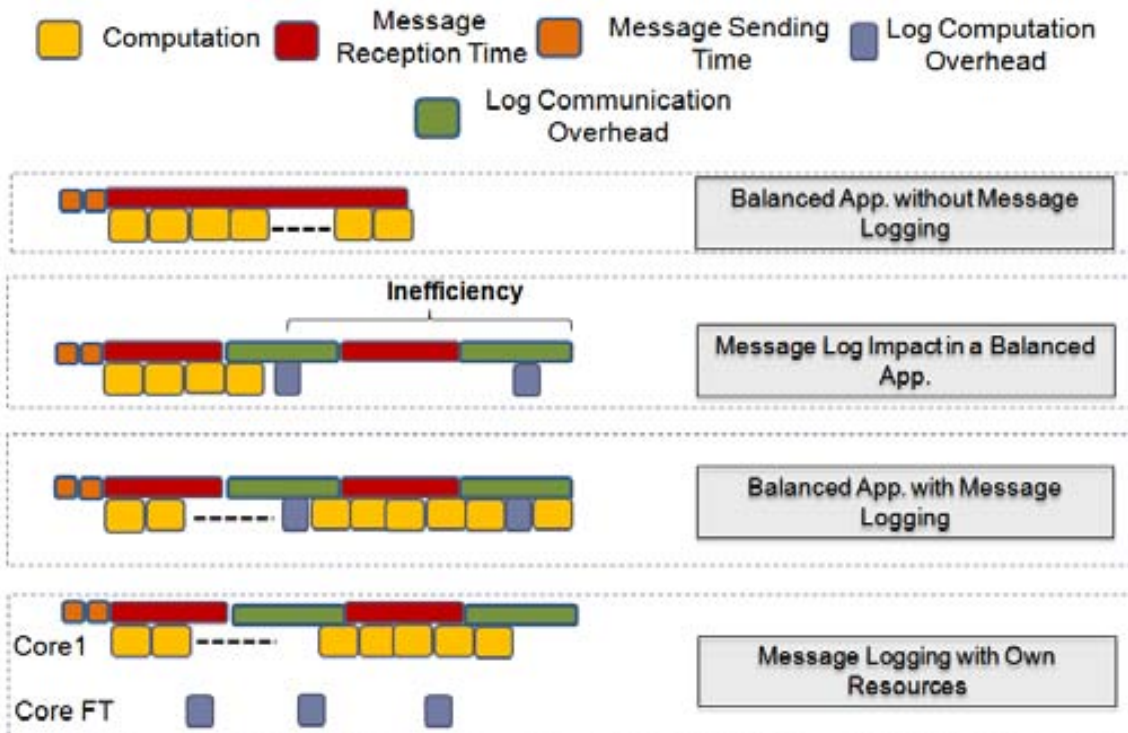 Computation
Message
Reception Time
Message Sending
Time
Log Computation
Overhead
Log Communication
Overhead
Balanced App. without Message
Logging
Inefficiency
Message Log Impact in a Balanced
App.
Balanced App. with Message
Logging
Core1
Message Logging with Own
Resources
Core FT